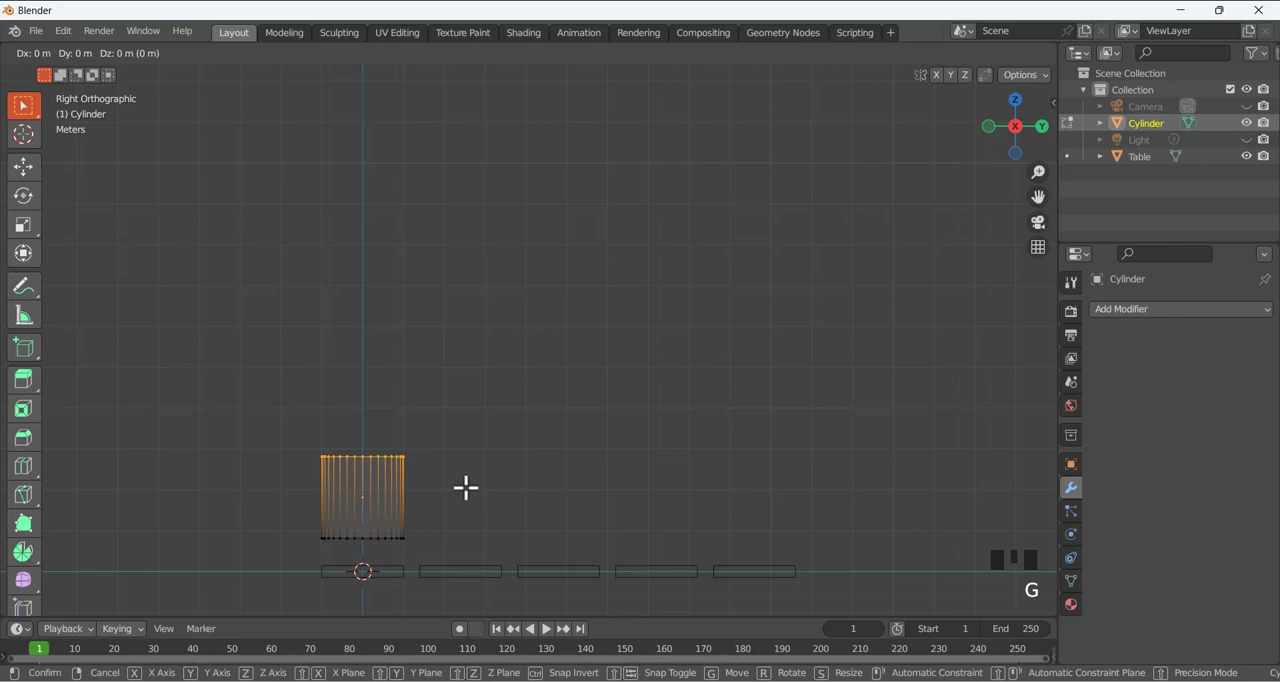 Blender
File Edit Render Window Help Layout Modeling Sculpting UV Editing Texture Paint Shading Animation Rendering Compositing Geometry Nodes Scripting + Scene ViewLayer
Dx: 0 m Dy: 0 m Dz: 0 m (0 m)
X Y Z Options
Right Orthographic
(1) Cylinder
Meters
Z
X Y
Scene Collection
Collection
Camera
Cylinder
Light
Table
Cylinder
Add Modifier
G
Playback Keying View Marker 1 Start 1 End 250
1 10 20 30 40 50 60 70 80 90 100 110 120 130 140 150 160 170 180 190 200 210 220 230 240 250
Confirm Cancel X X Axis Y Y Axis Z Z Axis X X Plane Y Y Plane Z Z Plane Ctrl Snap Invert Snap Toggle G Move R Rotate S Resize Automatic Constraint Automatic Constraint Plane Precision Mode